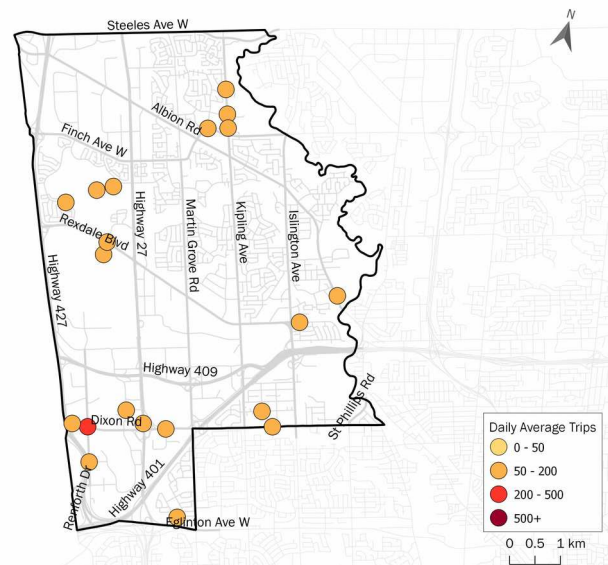 Steeles Ave W
N
Albion Rd
Finch Ave W
Highway 27
Martin Grove Rd
Kipling Ave
Islington Ave
Rexdale Blvd
Highway 427
Highway 409
St Phillips Rd
Dixon Rd
Renforth Dr
Highway 401
Eglinton Ave W
Daily Average Trips
0 - 50
50 - 200
200 - 500
500+
0 0.5 1 km